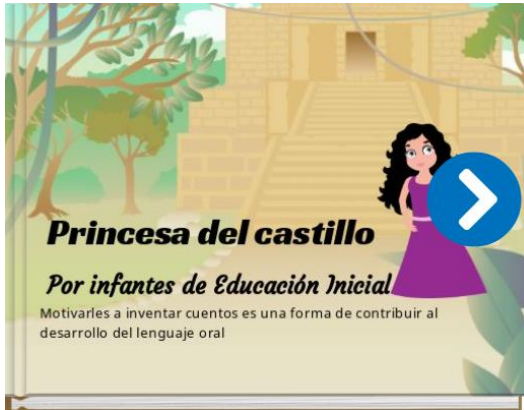 Princesa del castillo
Por infantes de Educación Inicial
Motivarles a inventar cuentos es una forma de contribuir al
desarrollo del lenguaje oral